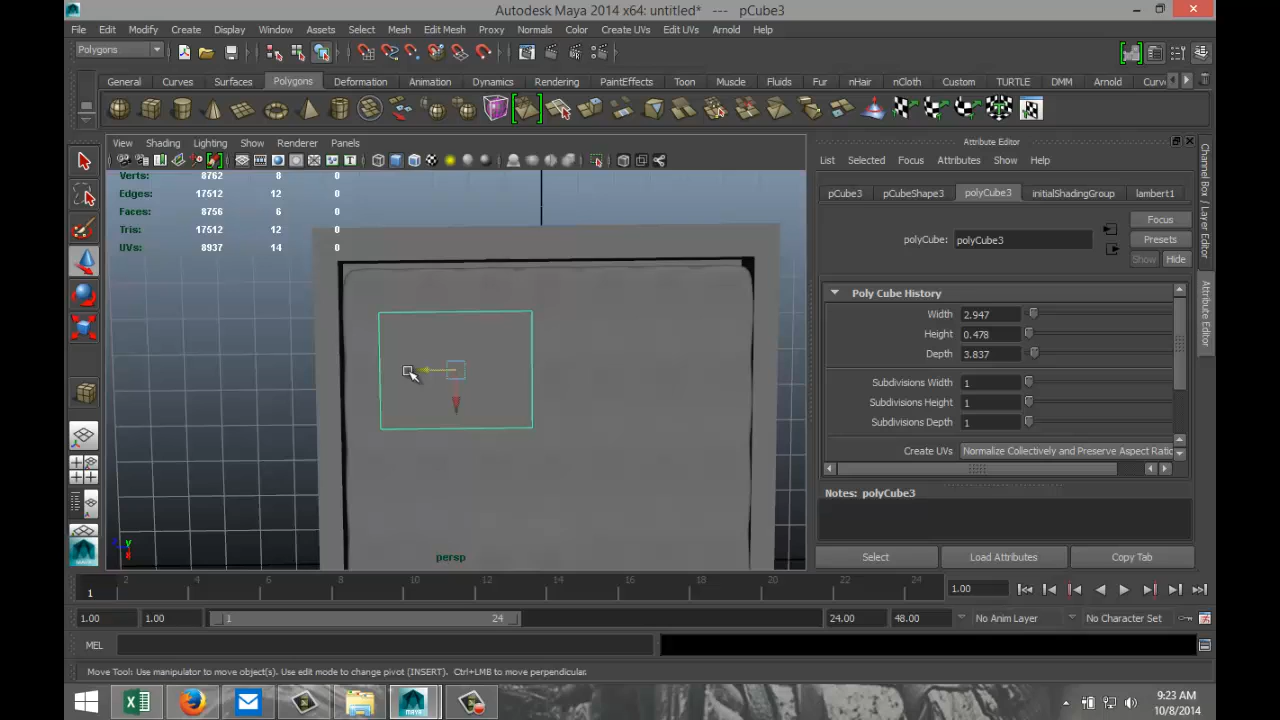 Autodesk Maya 2014 x64: untitled* --- pCube3
File Edit Modify Create Display Window Assets Select Mesh Edit Mesh Proxy Normals Color Create UVs Edit UVs Arnold Help
Polygons
General Curves Surfaces Polygons Deformation Animation Dynamics Rendering PaintEffects Toon Muscle Fluids Fur nHair nCloth Custom TURTLE DMM Arnold Curv
View Shading Lighting Show Renderer Panels
Verts: 8762 8 0
Edges: 17512 12 0
Faces: 8756 6 0
Tris: 17512 12 0
UVs: 8937 14 0
persp
Attribute Editor
List Selected Focus Attributes Show Help
pCube3 pCubeShape3 polyCube3 initialShadingGroup lambert1
polyCube: polyCube3
Focus
Presets
Show Hide
Poly Cube History
Width 2.947
Height 0.478
Depth 3.837
Subdivisions Width 1
Subdivisions Height 1
Subdivisions Depth 1
Create UVs Normalize Collectively and Preserve Aspect Ratio
Notes: polyCube3
Select Load Attributes Copy Tab
Channel Box / Layer Editor
Attribute Editor
2 4 6 8 10 12 14 16 18 20 22 24
1 1.00
1.00 1.00 1 24 24.00 48.00 No Anim Layer No Character Set
MEL
Move Tool: Use manipulator to move object(s). Use edit mode to change pivot [INSERT]. Ctrl+LMB to move perpendicular.
9:23 AM
10/8/2014